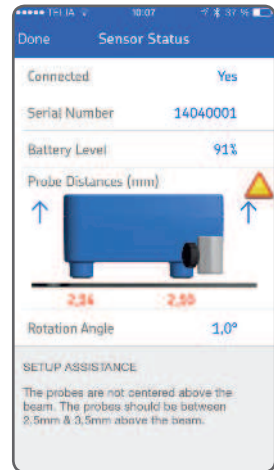 ●●●●● TELIA 10:07 37 %
Done Sensor Status
Connected Yes
Serial Number 14040001
Battery Level 91%
Probe Distances (mm)
2,50
Rotation Angle 1,0°
SETUP ASSISTANCE
The probes are not centered above the
beam. The probes should be between
2.5mm & 3.5mm above the beam.